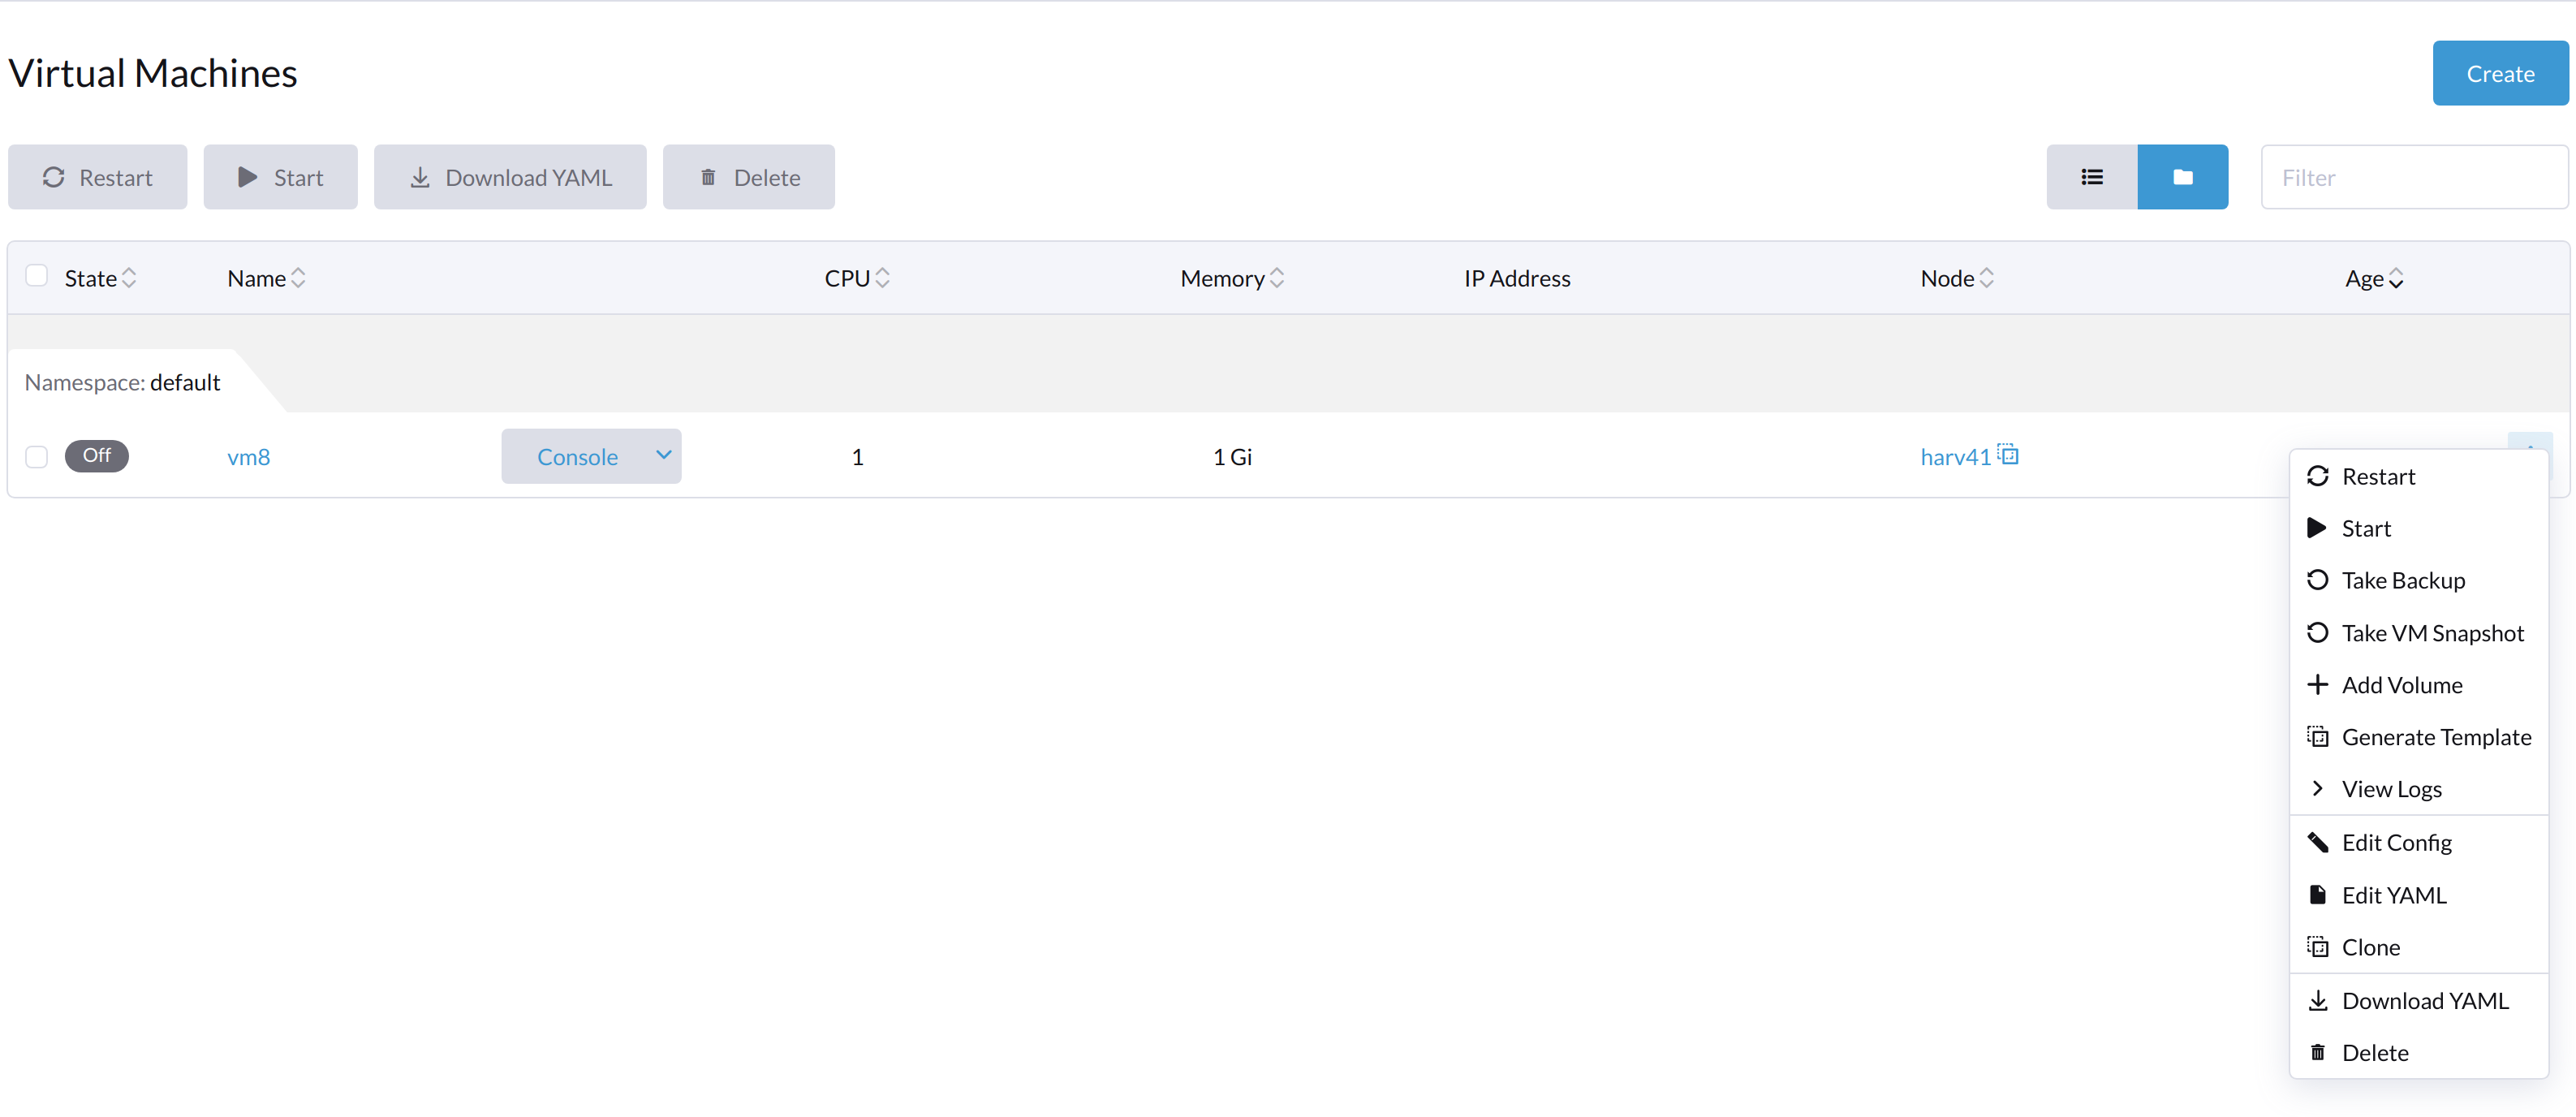 Virtual Machines
Create
Restart
Start
Download YAML
Delete
Filter
State
Name
CPU
Memory
IP Address
Node
Age
Namespace: default
Off
vm8
Console
1
1 Gi
harv41
Restart
Start
Take Backup
Take VM Snapshot
Add Volume
Generate Template
View Logs
Edit Config
Edit YAML
Clone
Download YAML
Delete